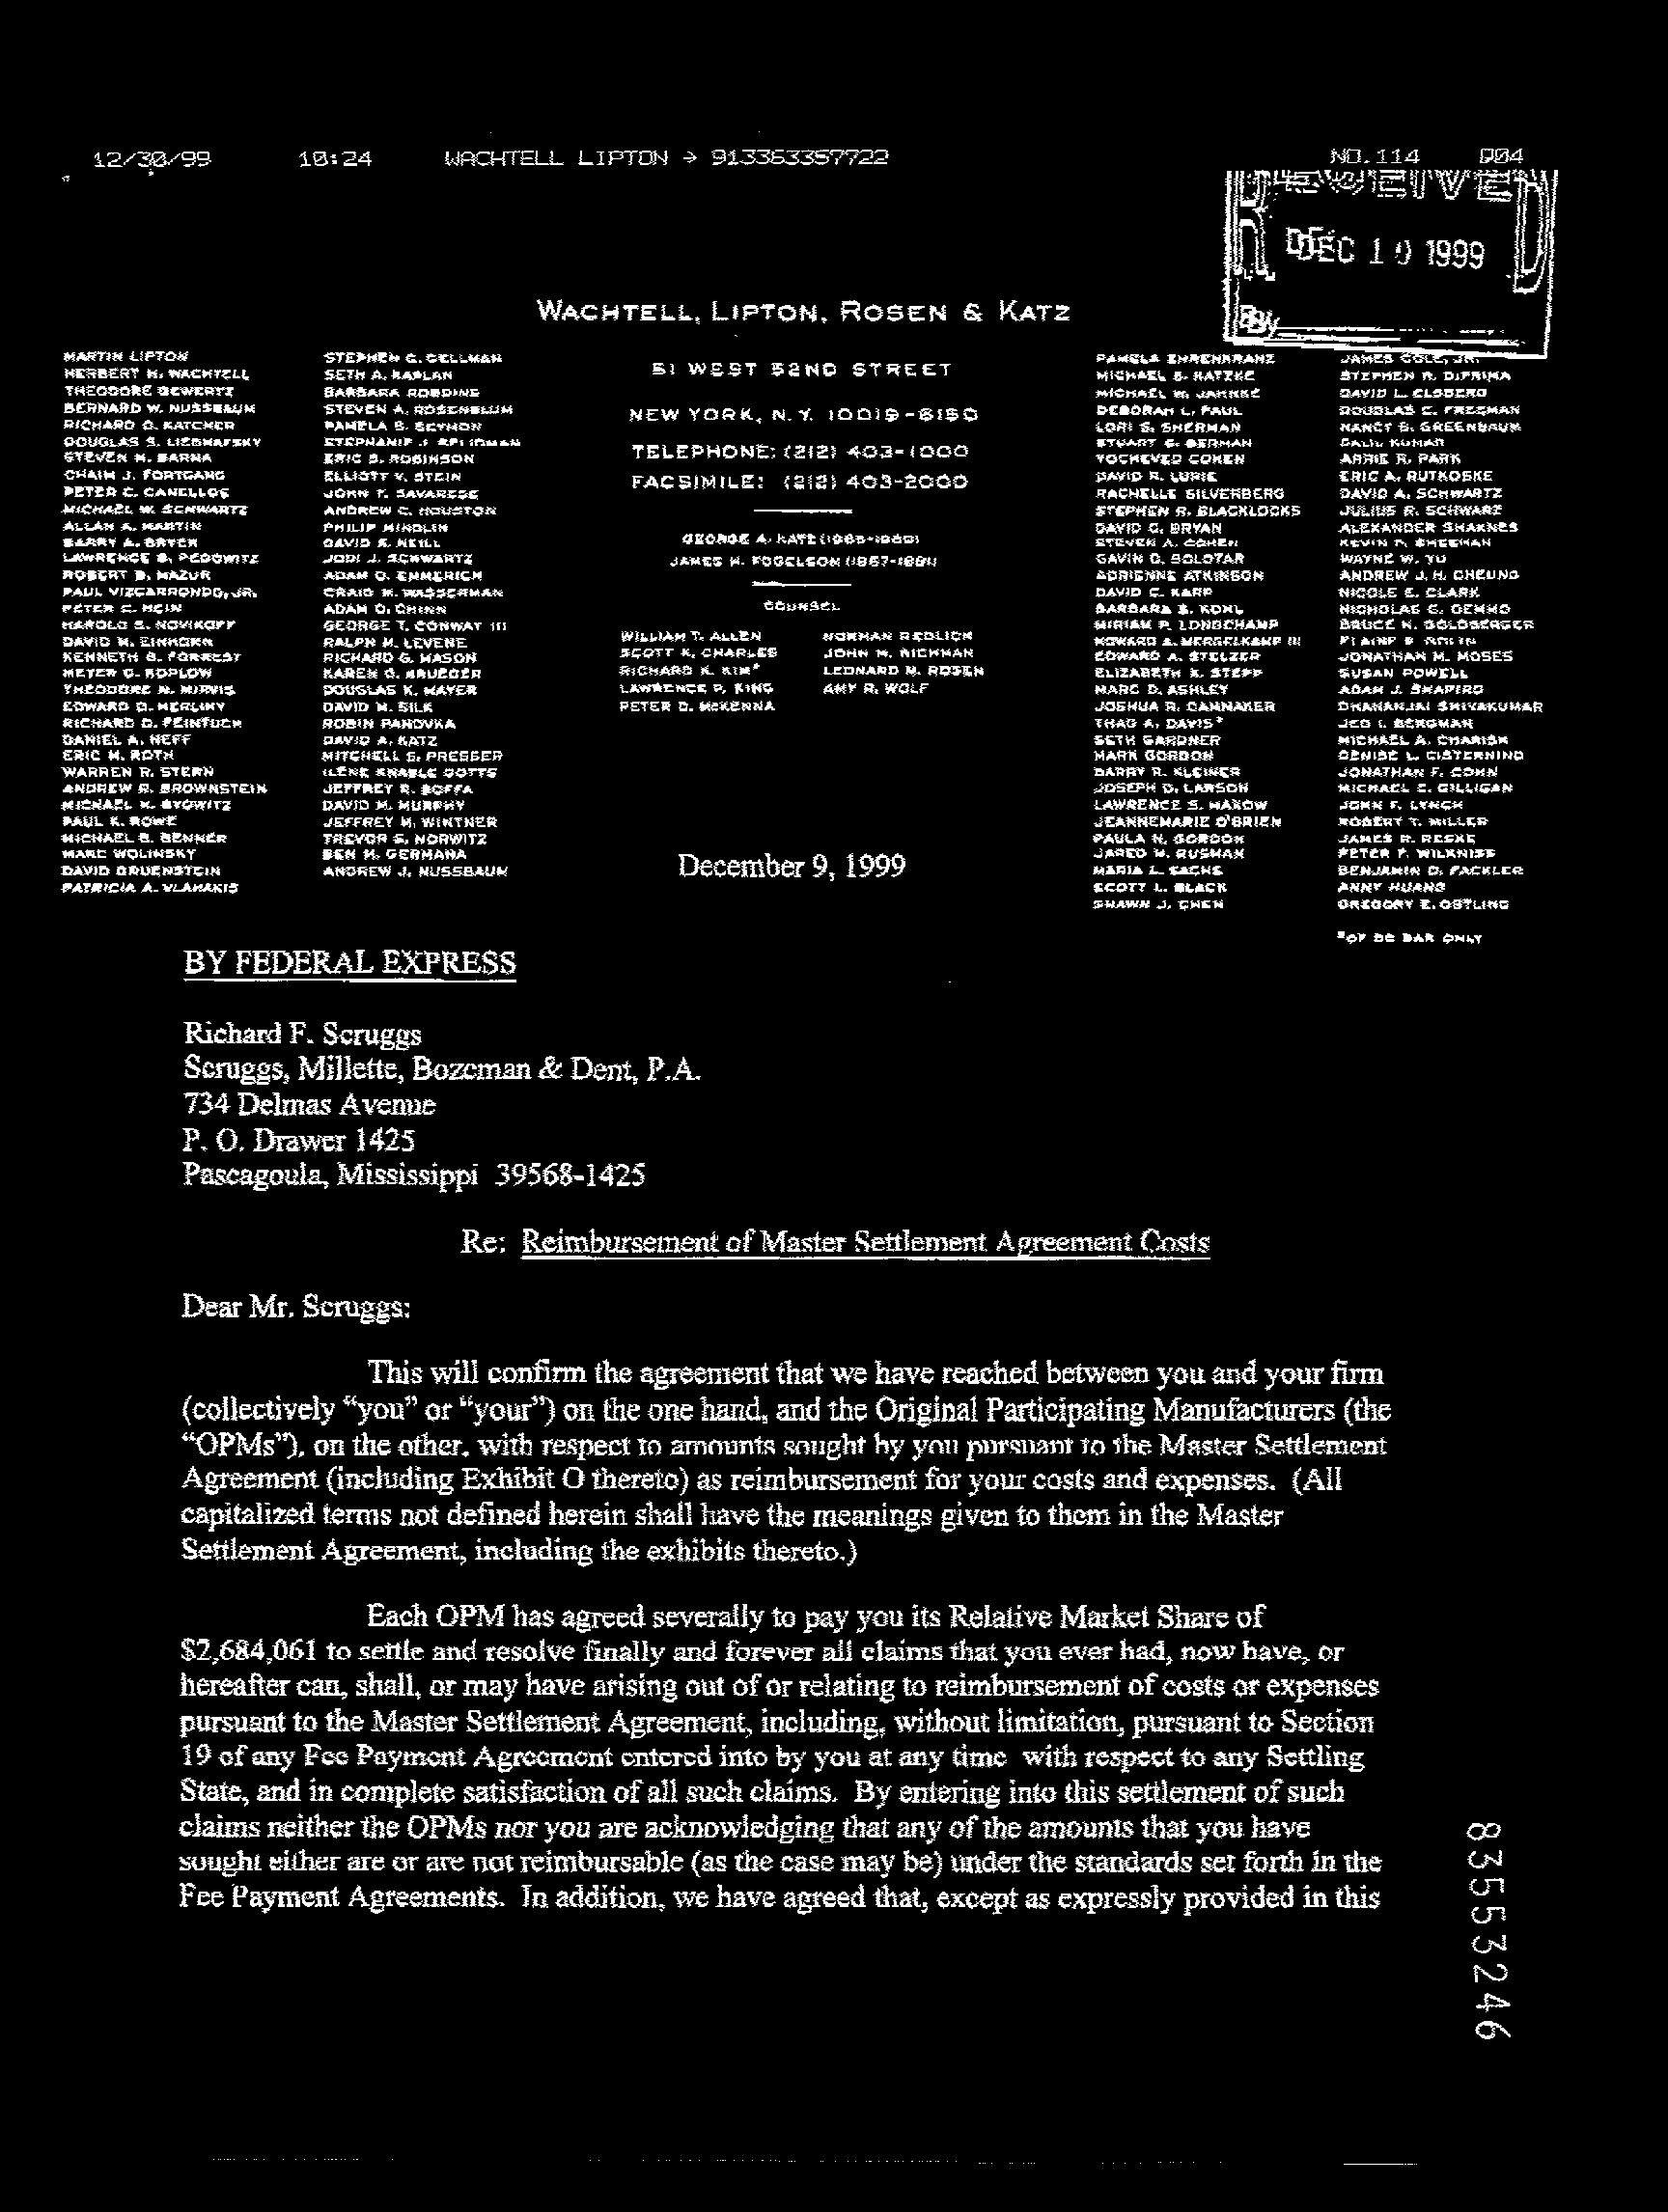 12/30/99 10:24 WACHTELL LIPTON → 913363357722 NO.114 004
RECEIVED
DEC 10 1999
By
WACHTELL, LIPTON, ROSEN & KATZ
MARTIN LIPTON
HERBERT M. WACHTELL
THEODORE GEWERTZ
BERNARD W. NUSSBAUM
RICHARD D. KATCHER
DOUGLAS S. LIEBHAFSKY
STEVEN M. BARNA
CHAIM J. FORTGANG
PETER C. CANELLOS
MICHAEL W. SCHWARTZ
ALLAN A. MARTIN
BARRY A. BRYER
LAWRENCE B. PEDOWITZ
ROBERT B. MAZUR
PAUL VIZCARRONDO, JR.
PETER C. HEIN
HAROLD S. NOVIKOFF
DAVID M. EINHORN
KENNETH B. FORREST
MEYER G. KOPLOW
THEODORE N. MIRVIS
EDWARD D. HERLIHY
RICHARD D. FEINTUCH
DANIEL A. NEFF
ERIC M. ROTH
WARREN R. STERN
ANDREW R. BROWNSTEIN
MICHAEL H. BYOWITZ
PAUL K. ROWE
MICHAEL B. BENNER
MARC WOLINSKY
DAVID GRUENSTEIN
PATRICIA A. VLAHAKIS
STEPHEN G. GELLMAN
SETH A. KAPLAN
BARBARA ROBBINS
STEVEN A. ROSENBLUM
PAMELA S. SEYMON
STEPHANIE J. SELIGMAN
ERIC S. ROBINSON
ELLIOTT V. STEIN
JOHN F. SAVARESE
ANDREW C. HOUSTON
PHILIP MINDLIN
DAVID S. NEILL
JODI J. SCHWARTZ
ADAM O. EMMERICH
CRAIG M. WASSERMAN
ADAM D. CHINN
GEORGE T. CONWAY III
RALPH M. LEVENE
RICHARD G. MASON
KAREN G. KRUEGER
DOUGLAS K. MAYER
DAVID M. SILK
ROBIN PANOVKA
DAVID A. KATZ
MITCHELL S. PRESSER
ILENE KNABLE GOTTS
JEFFREY R. BOFFA
DAVID M. MURPHY
JEFFREY M. WINTNER
TREVOR S. NORWITZ
BEN M. GERMANA
ANDREW J. NUSSBAUM
51 WEST 52ND STREET
NEW YORK, N.Y. 10019-6150
TELEPHONE: (212) 403-1000
FACSIMILE: (212) 403-2000
GEORGE A. KATZ (1965-1989)
JAMES H. FOGELSON (1967-1991)
COUNSEL
WILLIAM T. ALLEN NORMAN REDLICH
SCOTT K. CHARLES JOHN M. RICHMAN
RICHARD K. KIM* LEONARD M. ROSEN
LAWRENCE P. KING AMY R. WOLF
PETER D. McKENNA
December 9, 1999
PAMELA EHRENKRANZ
MICHAEL S. KATZKE
MICHAEL W. JAHNKE
DEBORAH L. PAUL
LORI S. SHERMAN
STUART C. BERMAN
YOCHEVED COHEN
DAVID R. LURIE
RACHELLE SILVERBERG
STEPHEN R. BLACKLOCKS
DAVID C. BRYAN
STEVEN A. COHEN
GAVIN D. SOLOTAR
ADRIENNE ATKINSON
DAVID C. KARP
BARBARA S. KOHL
MIRIAM P. LONGCHAMP
HOWARD A. MERGELKAMP III
EDWARD A. STELZER
ELIZABETH K. STEPP
MARC D. ASHLEY
JOSHUA R. CAMMAKER
THAD A. DAVIS*
SETH GARDNER
MARK GORDON
BARRY R. KLEINER
JOSEPH D. LARSON
LAWRENCE S. MAKOW
JEANNEMARIE O'BRIEN
PAULA N. GORDON
JARED M. RUSMAN
MARIA L. SACHS
SCOTT L. BLACK
SHAWN J. CHEN
JAMES COLE, JR.
STEPHEN R. DiPRIMA
DAVID L. ELSBERG
DOUGLAS C. FREEMAN
NANCY B. GREENBAUM
GAUL KUMAR
ARRIE R. PARK
ERIC A. RUTKOSKE
DAVID A. SCHWARTZ
JULIUS R. SCHWARZ
ALEXANDER SHAKNES
KEVIN P. SHEEHAN
WAYNE W. YU
ANDREW J. H. CHEUNG
NICOLE E. CLARK
NICHOLAS G. DEMMO
BRUCE N. GOLDBERGER
JONATHAN M. MOSES
SUSAN POWELL
ADAM J. SHAPIRO
DHANANJAI SHIVAKUMAR
JED I. BERGMAN
MICHAEL A. CHARISH
DENISE L. CISTERNINO
JONATHAN F. COHN
MICHAEL E. GILLIGAN
JOHN F. LYNCH
ROBERT T. MILLER
JAMES R. RESKE
PETER F. WILKNISS
BENJAMIN D. FACKLER
ANNY HUANG
GREGORY E. OSTLING
*OF DC BAR ONLY
BY FEDERAL EXPRESS
Richard F. Scruggs
Scruggs, Millette, Bozeman & Dent, P.A.
734 Delmas Avenue
P. O. Drawer 1425
Pascagoula, Mississippi 39568-1425
Re: Reimbursement of Master Settlement Agreement Costs
Dear Mr. Scruggs:
This will confirm the agreement that we have reached between you and your firm
(collectively "you" or "your") on the one hand, and the Original Participating Manufacturers (the
"OPMs"), on the other, with respect to amounts sought by you pursuant to the Master Settlement
Agreement (including Exhibit O thereto) as reimbursement for your costs and expenses. (All
capitalized terms not defined herein shall have the meanings given to them in the Master
Settlement Agreement, including the exhibits thereto.)
Each OPM has agreed severally to pay you its Relative Market Share of
$2,684,061 to settle and resolve finally and forever all claims that you ever had, now have, or
hereafter can, shall, or may have arising out of or relating to reimbursement of costs or expenses
pursuant to the Master Settlement Agreement, including, without limitation, pursuant to Section
19 of any Fee Payment Agreement entered into by you at any time with respect to any Settling
State, and in complete satisfaction of all such claims. By entering into this settlement of such
claims neither the OPMs nor you are acknowledging that any of the amounts that you have
sought either are or are not reimbursable (as the case may be) under the standards set forth in the
Fee Payment Agreements. In addition, we have agreed that, except as expressly provided in this
83553246